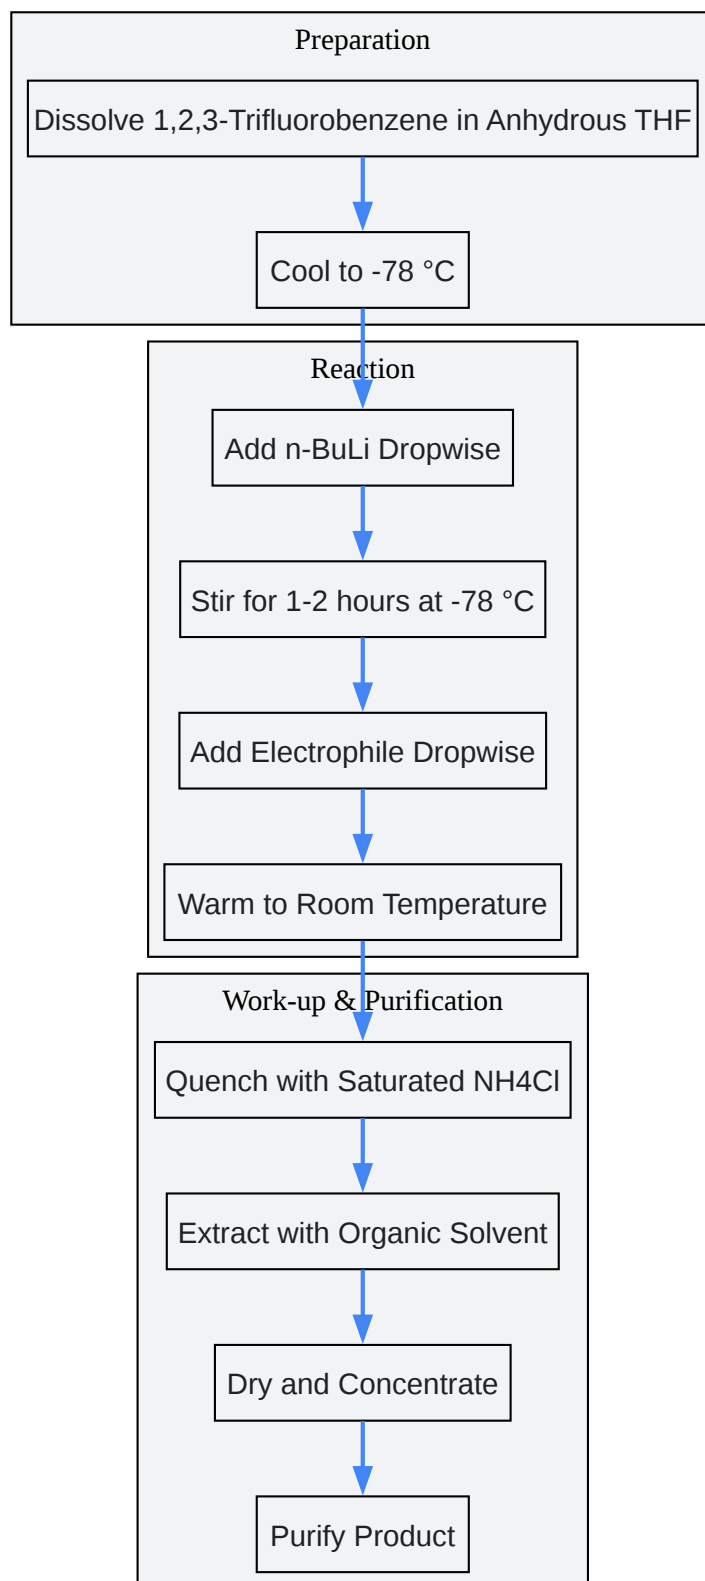 Preparation
Dissolve 1,2,3-Trifluorobenzene in Anhydrous THF
Cool to -78 °C
Reaction
Add n-BuLi Dropwise
Stir for 1-2 hours at -78 °C
Add Electrophile Dropwise
Warm to Room Temperature
Work-up & Purification
Quench with Saturated NH4Cl
Extract with Organic Solvent
Dry and Concentrate
Purify Product